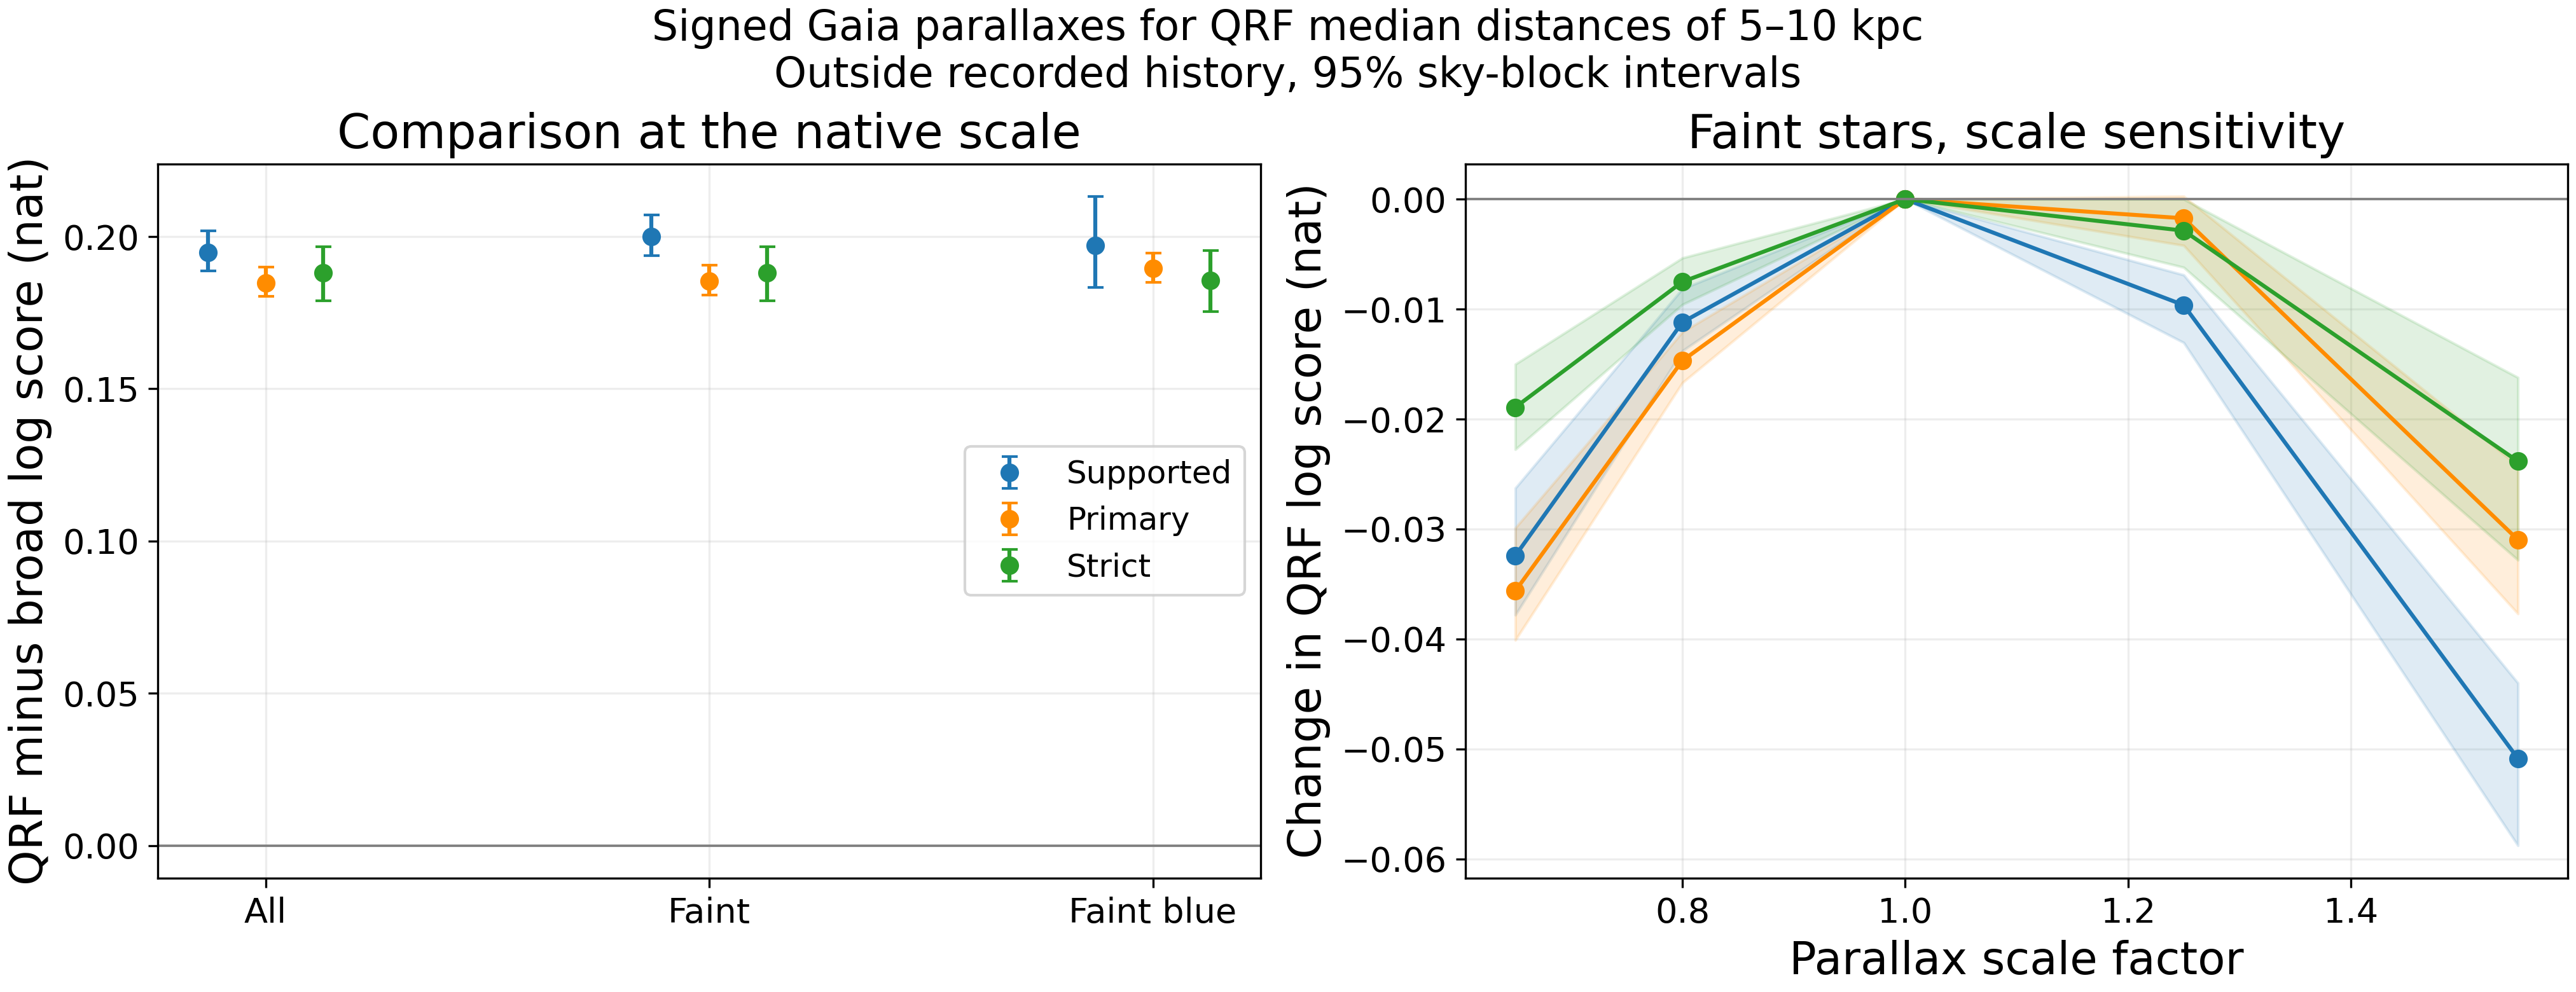 Signed Gaia parallaxes for QRF median distances of 5–10 kpc
Outside recorded history, 95% sky-block intervals
Comparison at the native scale
QRF minus broad log score (nat)
0.20
0.15
0.10
0.05
0.00
Supported
Primary
Strict
All
Faint
Faint blue
Faint stars, scale sensitivity
Change in QRF log score (nat)
0.00
−0.01
−0.02
−0.03
−0.04
−0.05
−0.06
0.8
1.0
1.2
1.4
Parallax scale factor